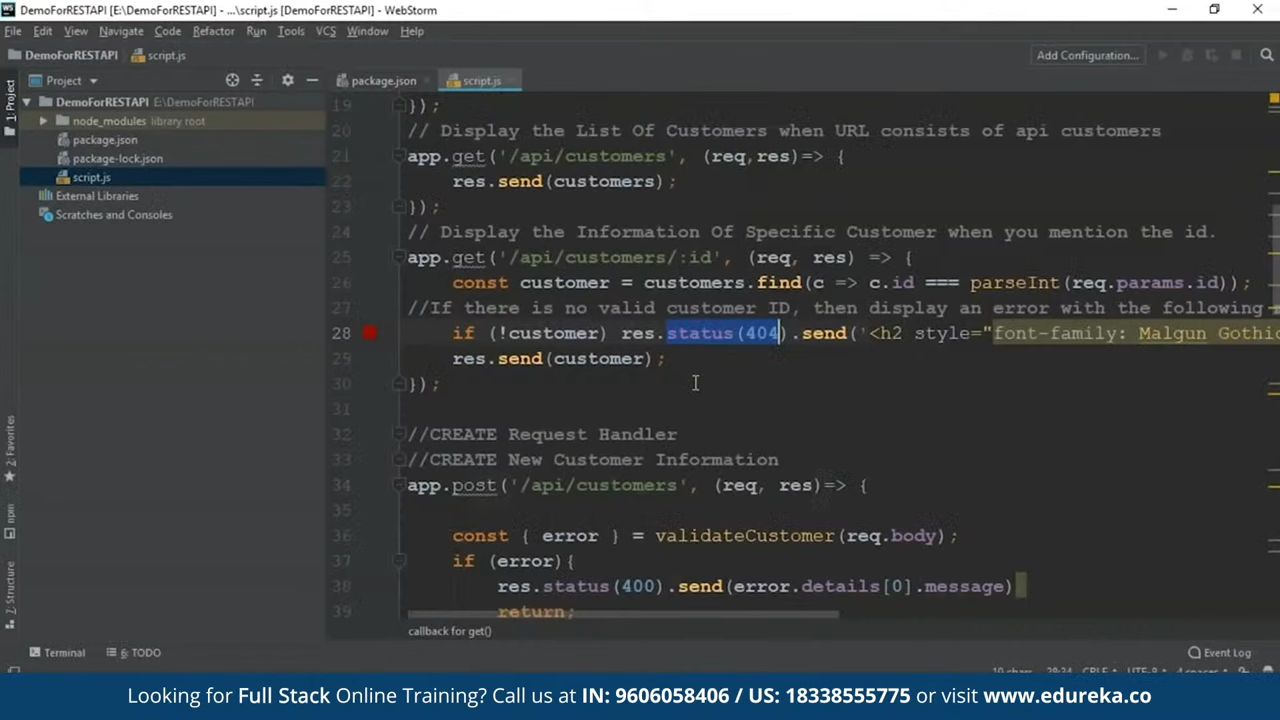 DemoForRESTAPI [E:\DemoForRESTAPI] - ...\script.js [DemoForRESTAPI] - WebStorm
File Edit View Navigate Code Refactor Run Tools VCS Window Help
DemoForRESTAPI script.js Add Configuration...
Project package.json script.js
1: Project
DemoForRESTAPI E:\DemoForRESTAPI
node_modules library root
package.json
package-lock.json
script.js
External Libraries
Scratches and Consoles
2: Favorites
npm
7: Structure
19 });
20 // Display the List Of Customers when URL consists of api customers
21 app.get('/api/customers', (req,res)=> {
22 res.send(customers);
23 });
24 // Display the Information Of Specific Customer when you mention the id.
25 app.get('/api/customers/:id', (req, res) => {
26 const customer = customers.find(c => c.id === parseInt(req.params.id));
27 //If there is no valid customer ID, then display an error with the following
28 if (!customer) res.status(404).send('<h2 style="font-family: Malgun Gothic
29 res.send(customer);
30 });
31
32 //CREATE Request Handler
33 //CREATE New Customer Information
34 app.post('/api/customers', (req, res)=> {
35
36 const { error } = validateCustomer(req.body);
37 if (error){
38 res.status(400).send(error.details[0].message)
39 return;
callback for get()
Terminal 6: TODO Event Log
Looking for Full Stack Online Training? Call us at IN: 9606058406 / US: 18338555775 or visit www.edureka.co